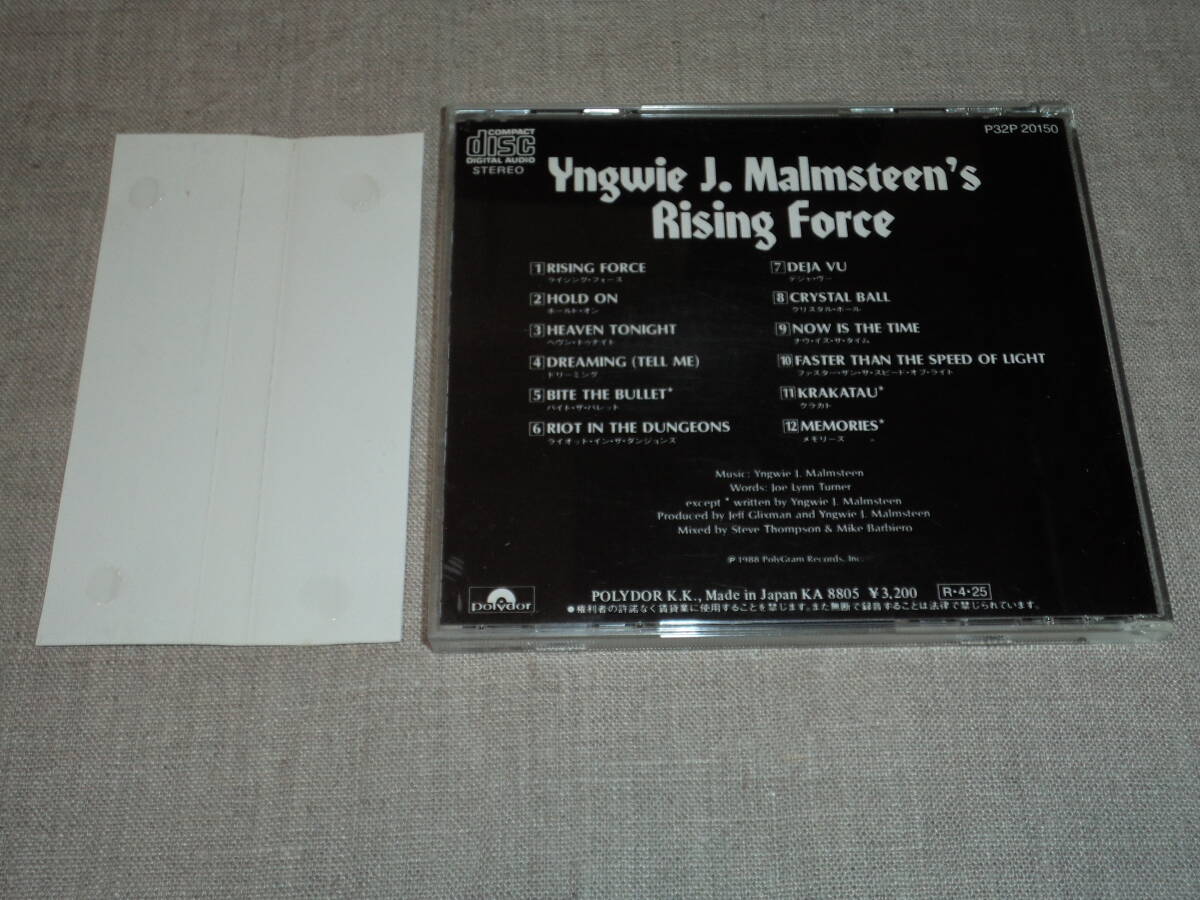 COMPACT
disc
DIGITAL AUDIO
STEREO
P32P 20150
Yngwie J. Malmsteen's
Rising Force
1 RISING FORCE
ライジング・フォース
2 HOLD ON
ホールド・オン
3 HEAVEN TONIGHT
ヘヴン・トゥナイト
4 DREAMING (TELL ME)
ドリーミング
5 BITE THE BULLET*
バイト・ザ・バレット
6 RIOT IN THE DUNGEONS
ライオット・イン・ザ・ダンジョンス
7 DEJA VU
デジャ・ヴー
8 CRYSTAL BALL
クリスタル・ボール
9 NOW IS THE TIME
ナウ・イズ・ザ・タイム
10 FASTER THAN THE SPEED OF LIGHT
ファスター・ザン・ザ・スピード・オブ・ライト
11 KRAKATAU*
クラカト
12 MEMORIES*
メモリーズ
Music: Yngwie J. Malmsteen
Words: Joe Lynn Turner
except * written by Yngwie J. Malmsteen
Produced by Jeff Glixman and Yngwie J. Malmsteen
Mixed by Steve Thompson & Mike Barbiero
℗ 1988 PolyGram Records, Inc.
polydor
POLYDOR K.K., Made in Japan KA 8805 ¥3,200 R・4・25
●権利者の許諾なく賃貸業に使用することを禁じます。また無断で録音することは法律で禁じられています。